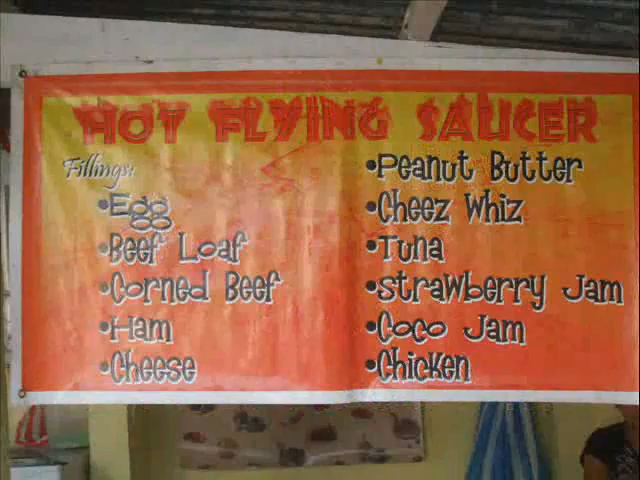 HOT FLYING SAUCER
Fillings:
•Egg
•Beef Loaf
•Corned Beef
•Ham
•Cheese
•Peanut Butter
•Cheez Whiz
•Tuna
•Strawberry Jam
•Coco Jam
•Chicken